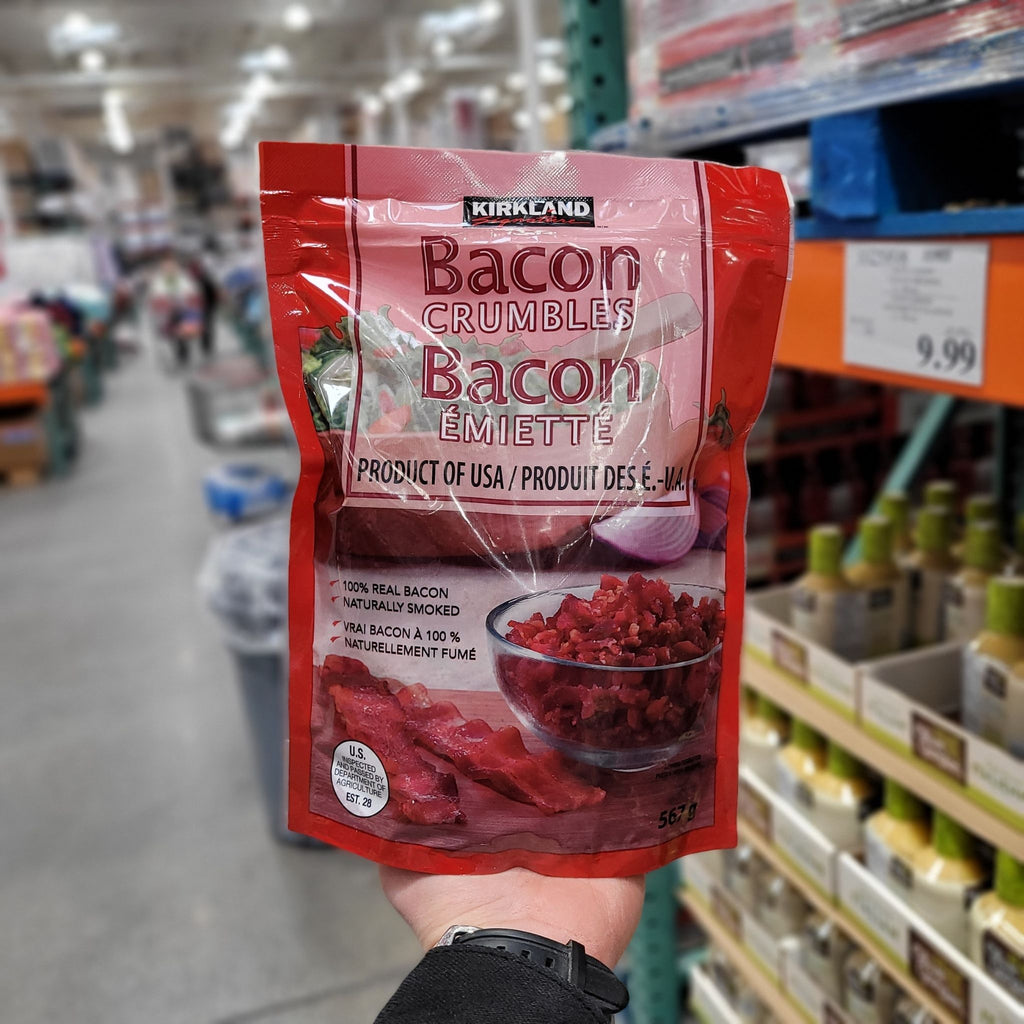 KIRKLAND
Signature
Bacon
CRUMBLES
Bacon
ÉMIETTÉ
PRODUCT OF USA / PRODUIT DES É.-U.A.
100% REAL BACON
NATURALLY SMOKED
VRAI BACON À 100 %
NATURELLEMENT FUMÉ
U.S.
INSPECTED
AND PASSED BY
DEPARTMENT OF
AGRICULTURE
EST. 28
567 g
9.99